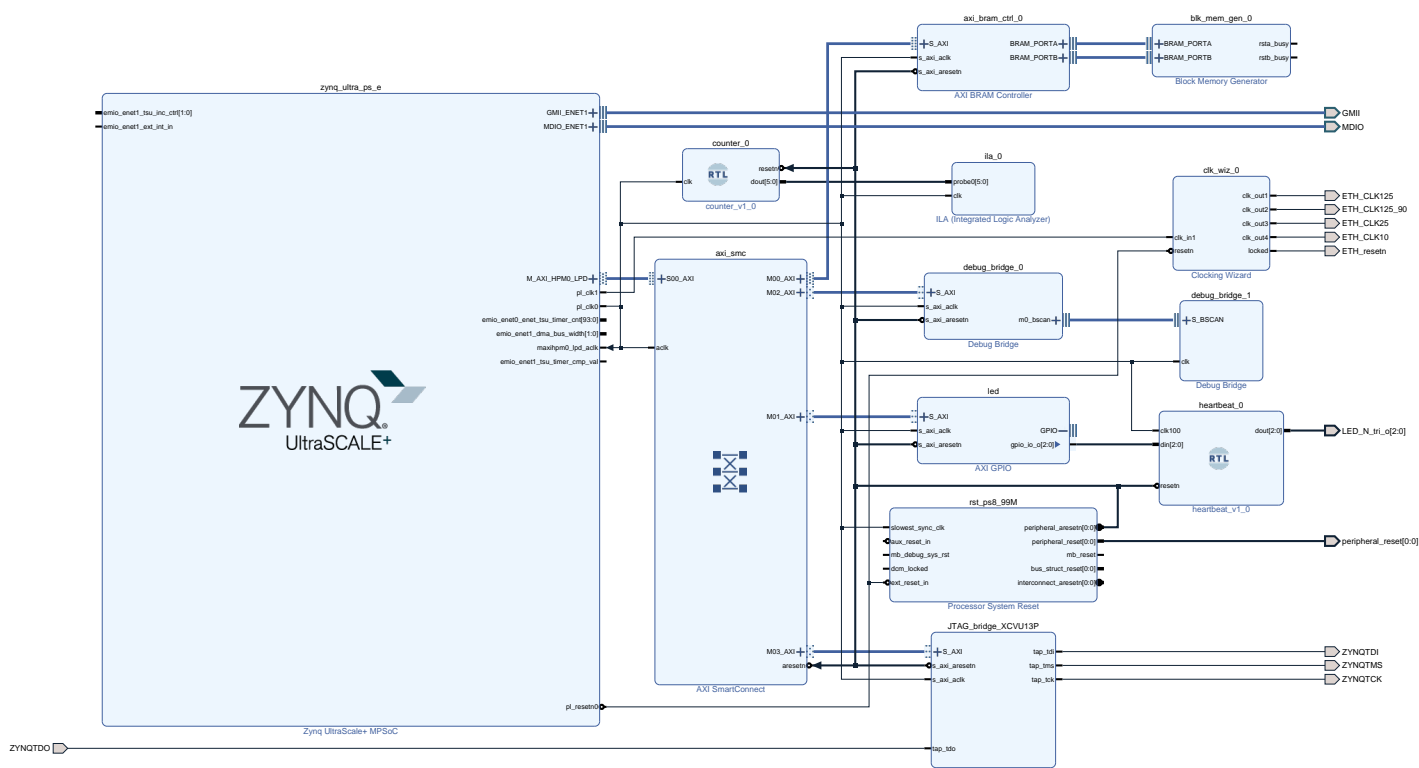 axi_bram_ctrl_0
S_AXI
s_axi_aclk
s_axi_aresetn
BRAM_PORTA
BRAM_PORTB
AXI BRAM Controller
blk_mem_gen_0
BRAM_PORTA
BRAM_PORTB
rsta_busy
rstb_busy
Block Memory Generator
zynq_ultra_ps_e
emio_enet1_tsu_inc_ctrl[1:0]
emio_enet1_ext_int_in
GMII_ENET1
MDIO_ENET1
M_AXI_HPM0_LPD
pl_clk1
pl_clk0
emio_enet0_enet_tsu_timer_cnt[93:0]
emio_enet1_dma_bus_width[1:0]
maxihpm0_lpd_aclk
emio_enet1_tsu_timer_cmp_val
ZYNQ
UltraSCALE+
pl_resetn0
Zynq UltraScale+ MPSoC
GMII
MDIO
counter_0
clk
RTL
resetn
dout[5:0]
counter_v1_0
ila_0
probe0[5:0]
clk
ILA (Integrated Logic Analyzer)
clk_wiz_0
clk_in1
resetn
clk_out1
clk_out2
clk_out3
clk_out4
locked
Clocking Wizard
ETH_CLK125
ETH_CLK125_90
ETH_CLK25
ETH_CLK10
ETH_resetn
axi_smc
S00_AXI
aclk
M00_AXI
M02_AXI
M01_AXI
M03_AXI
aresetn
AXI SmartConnect
debug_bridge_0
S_AXI
s_axi_aclk
s_axi_aresetn
m0_bscan
Debug Bridge
debug_bridge_1
S_BSCAN
clk
Debug Bridge
led
S_AXI
s_axi_aclk
s_axi_aresetn
GPIO
gpio_io_o[2:0]
AXI GPIO
heartbeat_0
clk100
din[2:0]
resetn
RTL
dout[2:0]
heartbeat_v1_0
LED_N_tri_o[2:0]
rst_ps8_99M
slowest_sync_clk
aux_reset_in
mb_debug_sys_rst
dcm_locked
ext_reset_in
peripheral_aresetn[0:0]
peripheral_reset[0:0]
mb_reset
bus_struct_reset[0:0]
interconnect_aresetn[0:0]
Processor System Reset
peripheral_reset[0:0]
JTAG_bridge_XCVU13P
S_AXI
s_axi_aresetn
s_axi_aclk
tap_tdo
tap_tdi
tap_tms
tap_tck
ZYNQTDI
ZYNQTMS
ZYNQTCK
ZYNQTDO